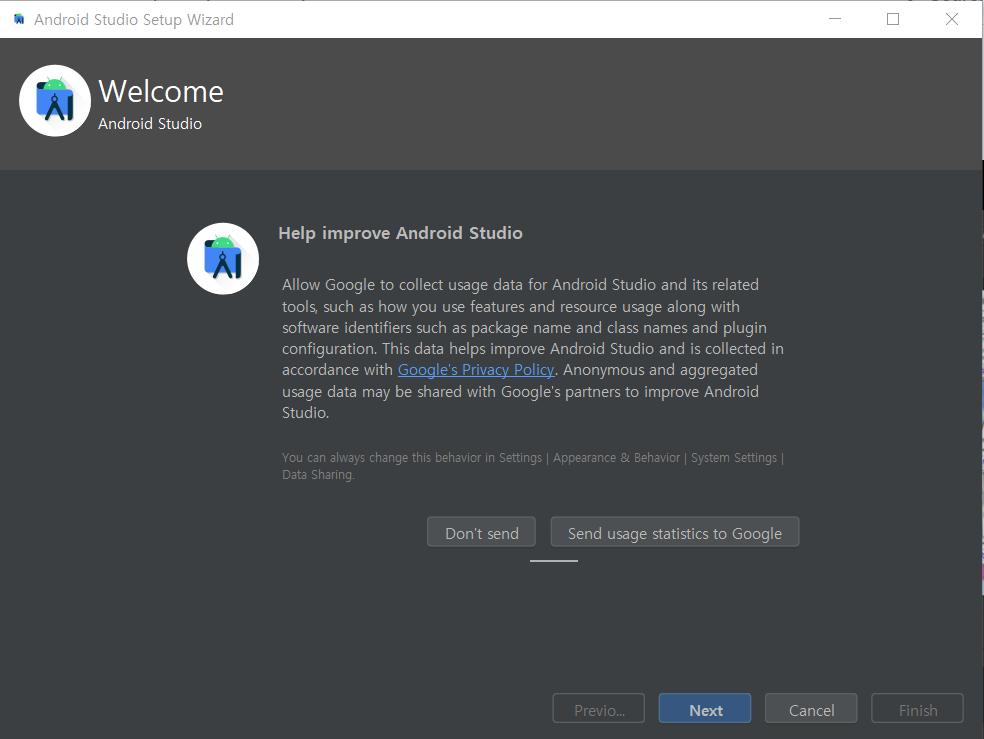 Android Studio Setup Wizard
Welcome
Android Studio
Help improve Android Studio
Allow Google to collect usage data for Android Studio and its related
tools, such as how you use features and resource usage along with
software identifiers such as package name and class names and plugin
configuration. This data helps improve Android Studio and is collected in
accordance with Google's Privacy Policy. Anonymous and aggregated
usage data may be shared with Google's partners to improve Android
Studio.
You can always change this behavior in Settings | Appearance & Behavior | System Settings |
Data Sharing.
Don't send Send usage statistics to Google
Previo... Next Cancel Finish